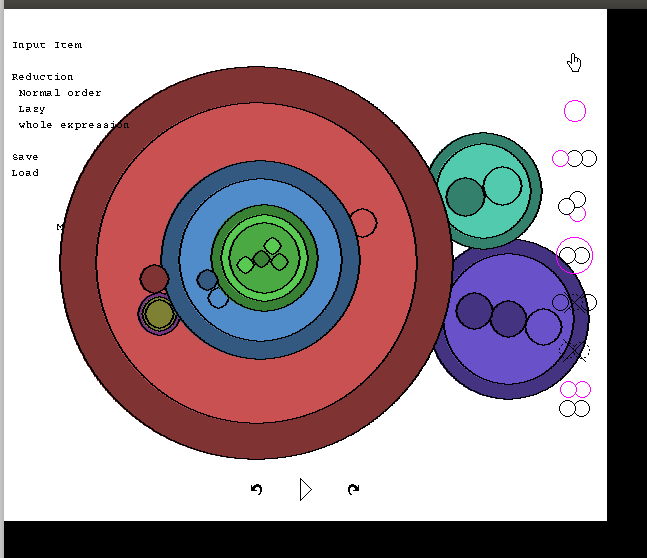 Input Item
Reduction
Normal order
Lazy
whole expression
Save
Load
M